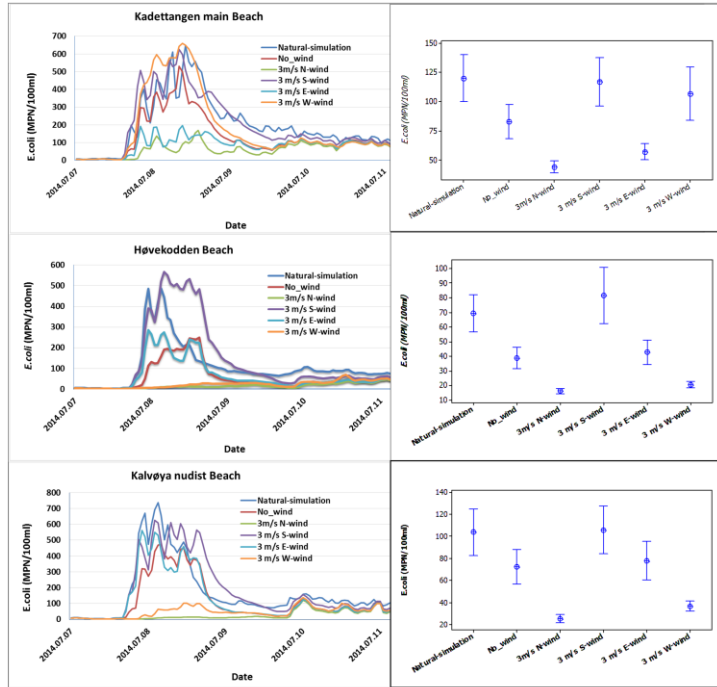 Kadettangen main Beach
E.coli (MPN/100ml)
700
600
500
400
300
200
100
0
Natural-simulation
No_wind
3m/s N-wind
3 m/s S-wind
3 m/s E-wind
3 m/s W-wind
2014.07.07
2014.07.08
2014.07.09
2014.07.10
2014.07.11
Date
E.coli (MPN/100ml)
150
125
100
75
50
Natural-simulation
No_wind
3m/s N-wind
3 m/s S-wind
3 m/s E-wind
3 m/s W-wind
Høvekodden Beach
E.coli (MPN/100ml)
600
500
400
300
200
100
0
Natural-simulation
No_wind
3m/s N-wind
3 m/s S-wind
3 m/s E-wind
3 m/s W-wind
2014.07.07
2014.07.08
2014.07.09
2014.07.10
2014.07.11
Date
E.coli (MPN/100ml)
100
90
80
70
60
50
40
30
20
10
Natural-simulation
No_wind
3m/s N-wind
3 m/s S-wind
3 m/s E-wind
3 m/s W-wind
Kalvøya nudist Beach
E.coli (MPN/100ml)
800
700
600
500
400
300
200
100
0
Natural-simulation
No_wind
3m/s N-wind
3 m/s S-wind
3 m/s E-wind
3 m/s W-wind
2014.07.07
2014.07.08
2014.07.09
2014.07.10
2014.07.11
Date
E.coli (MPN/100ml)
140
120
100
80
60
40
20
Natural-simulation
No_wind
3m/s N-wind
3 m/s S-wind
3 m/s E-wind
3 m/s W-wind